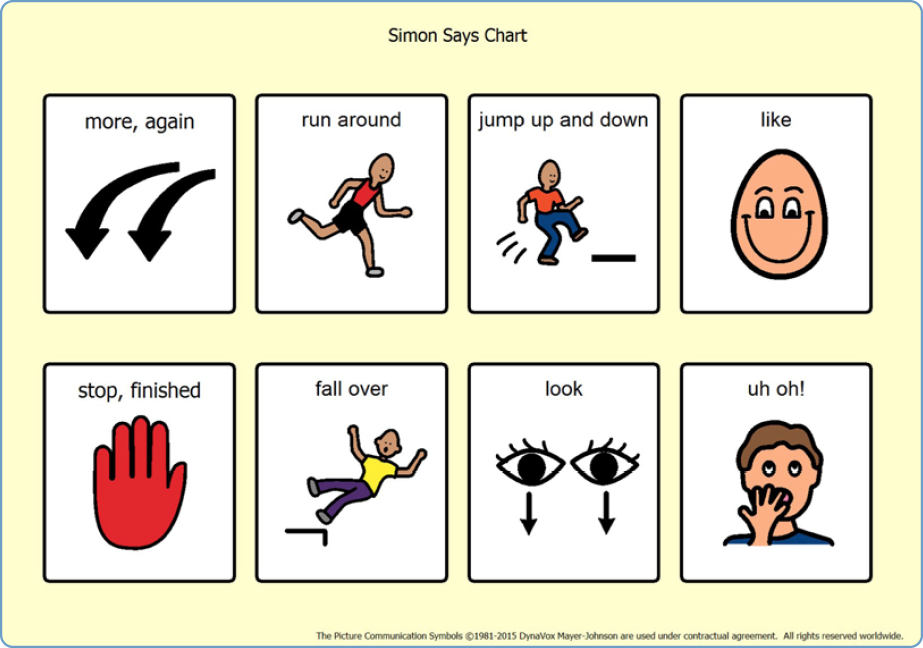 Simon Says Chart
more, again
run around
jump up and down
like
stop, finished
fall over
look
uh oh!
The Picture Communication Symbols ©1981-2015 DynaVox Mayer-Johnson are used under contractual agreement. All rights reserved worldwide.